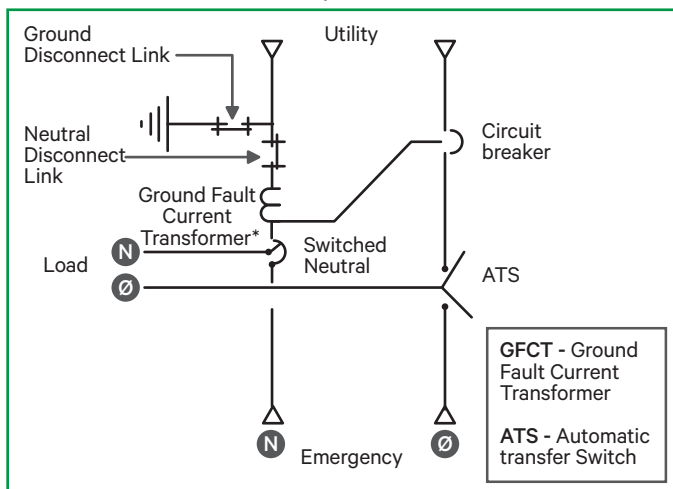 Ground
Disconnect Link
Utility
Neutral
Disconnect
Link
Circuit
breaker
Ground Fault
Current
Transformer*
Switched
Neutral
Load
N
Ø
ATS
GFCT - Ground
Fault Current
Transformer
ATS - Automatic
transfer Switch
N
Emergency
Ø